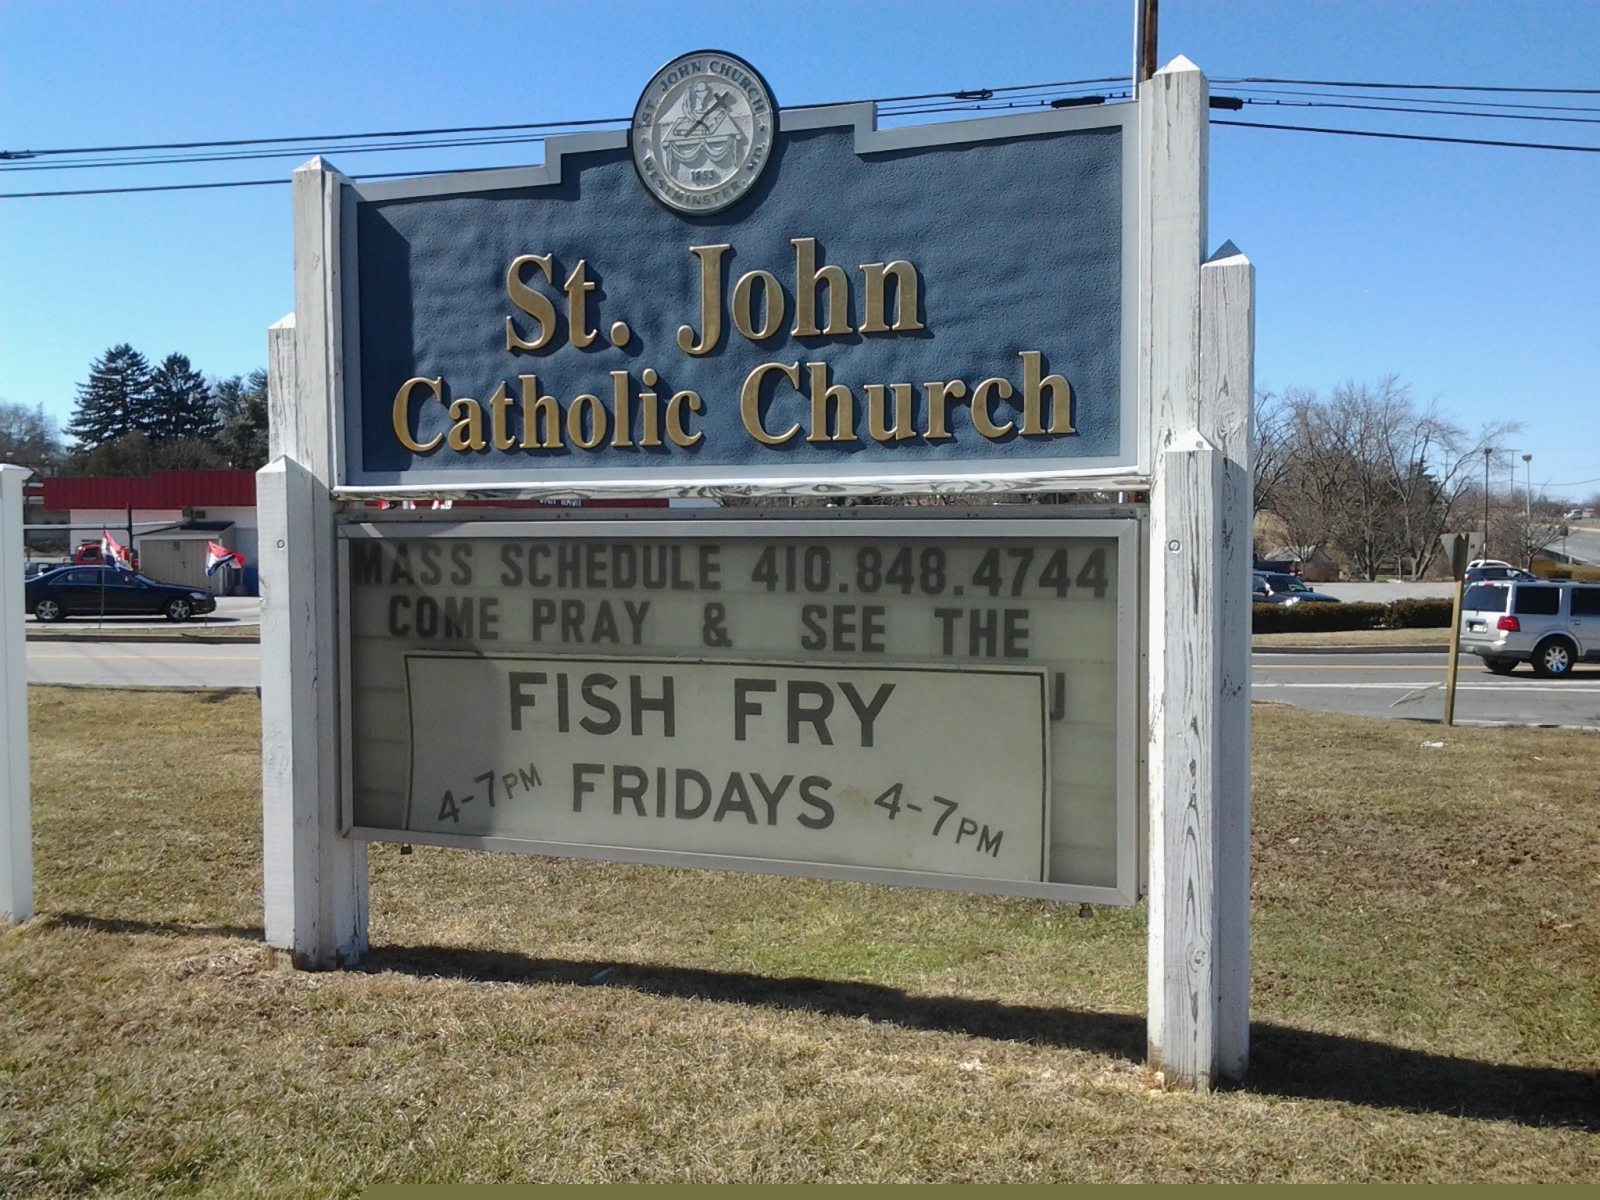 ST. JOHN CHURCH
1853
WESTMINSTER, MD.
St. John
Catholic Church
MASS SCHEDULE 410.848.4744
COME PRAY & SEE THE
FISH FRY
4-7PM FRIDAYS 4-7PM